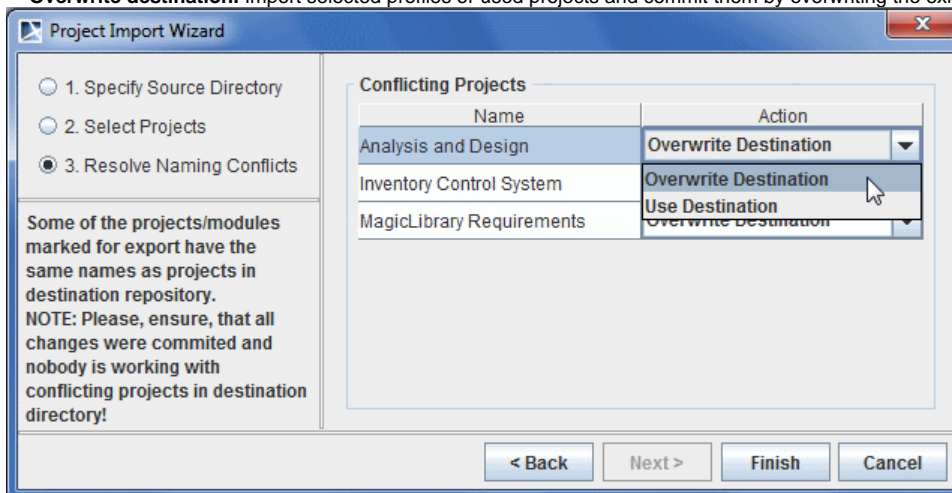 Overwrite destination. Import selected profiles or used projects and commit them by overwriting the exi
Project Import Wizard
1. Specify Source Directory
2. Select Projects
3. Resolve Naming Conflicts
Some of the projects/modules
marked for export have the
same names as projects in
destination repository.
NOTE: Please, ensure, that all
changes were commited and
nobody is working with
conflicting projects in destination
directory!
Conflicting Projects
Name Action
Analysis and Design Overwrite Destination
Inventory Control System
MagicLibrary Requirements Overwrite Destination
Overwrite Destination
Use Destination
< Back Next > Finish Cancel